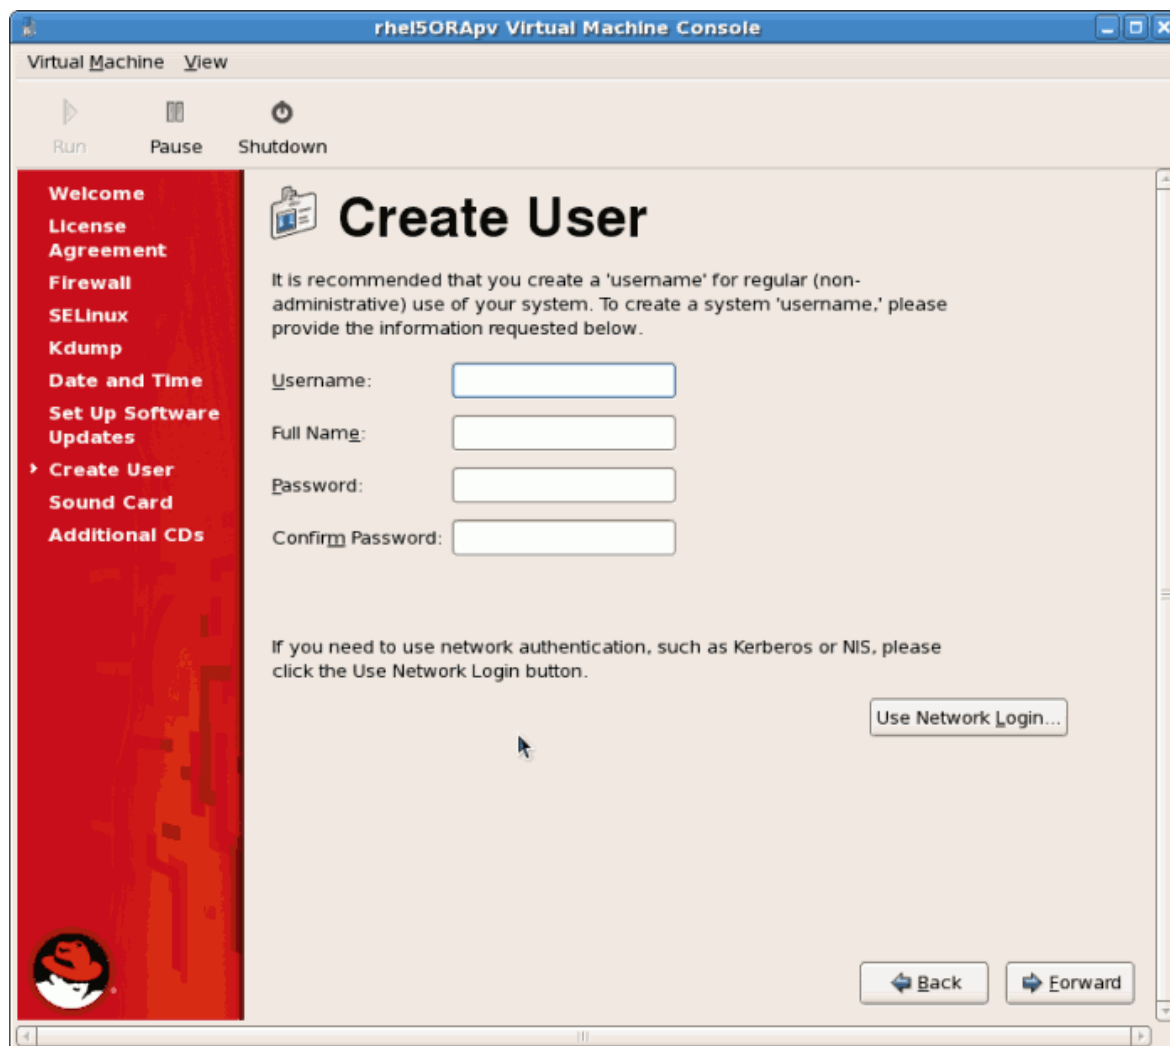 rhel5ORApv Virtual Machine Console
Virtual Machine View
Run Pause Shutdown
Welcome
License
Agreement
Firewall
SELinux
Kdump
Date and Time
Set Up Software
Updates
Create User
Sound Card
Additional CDs
Create User
It is recommended that you create a 'username' for regular (non-
administrative) use of your system. To create a system 'username,' please
provide the information requested below.
Username:
Full Name:
Password:
Confirm Password:
If you need to use network authentication, such as Kerberos or NIS, please
click the Use Network Login button.
Use Network Login...
Back Forward